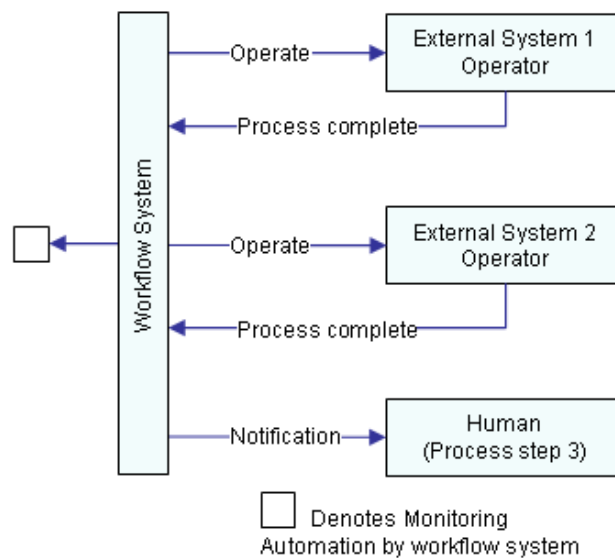 Operate
External System 1
Operator
Process complete
Workflow System
Operate
External System 2
Operator
Process complete
Notification
Human
(Process step 3)
Denotes Monitoring
Automation by workflow system